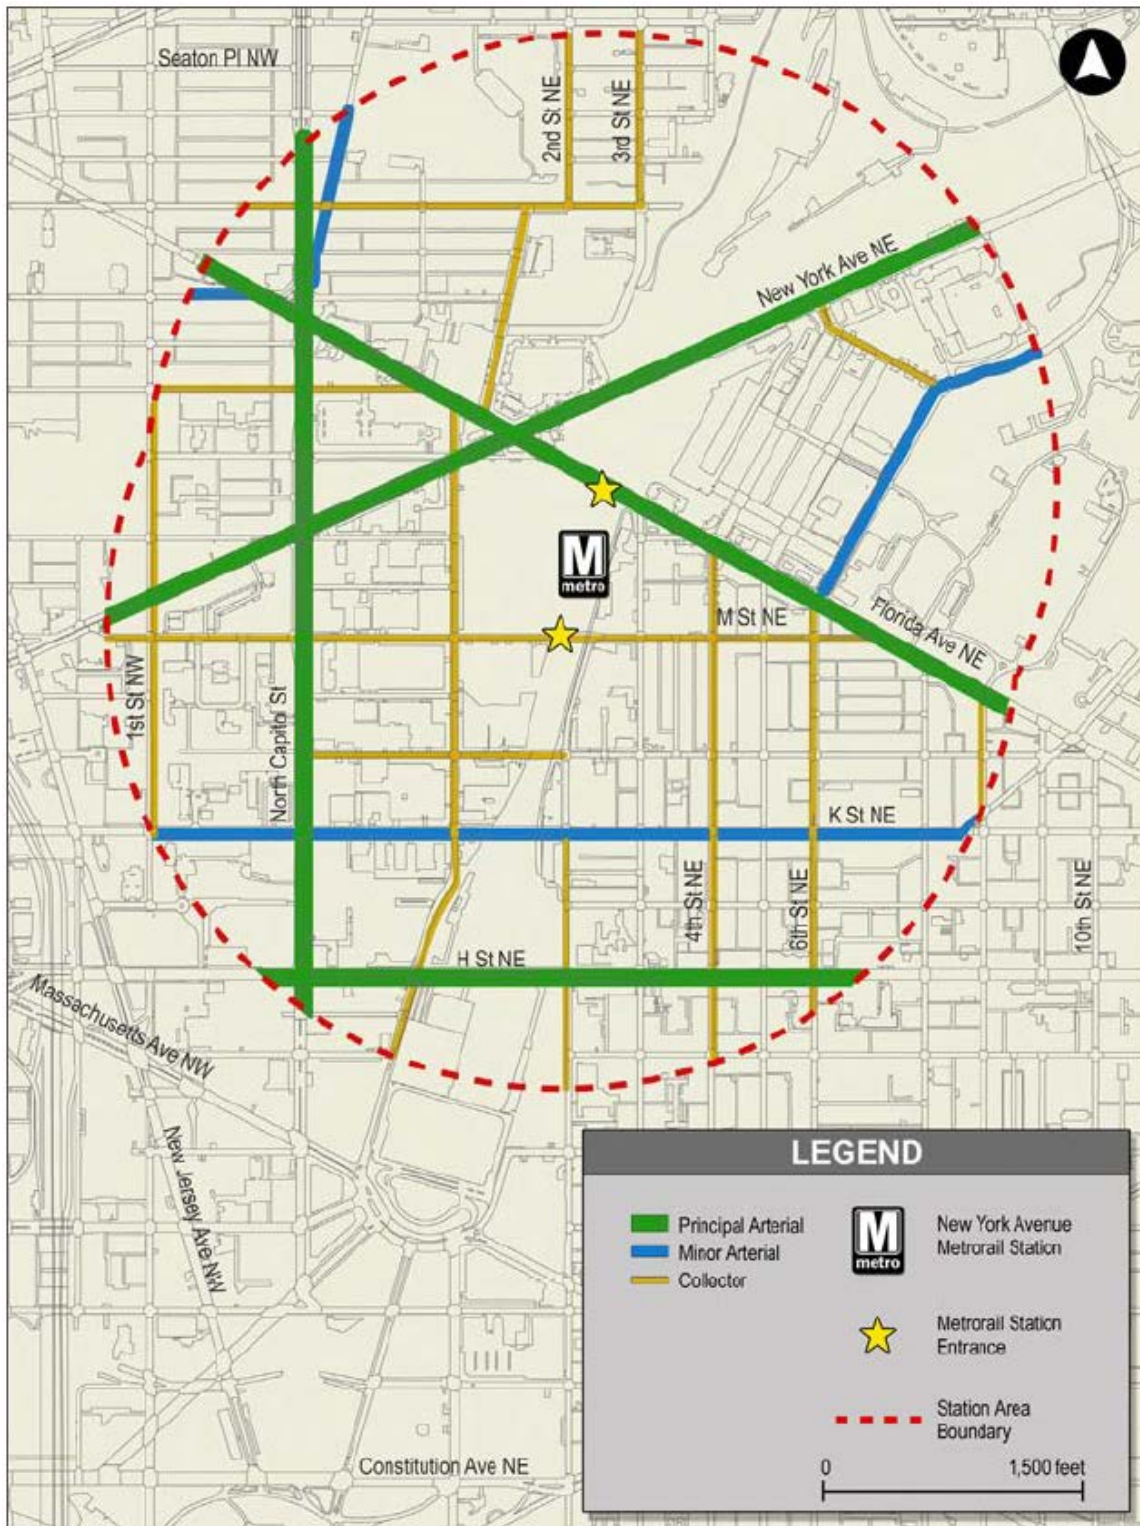 Seaton Pl NW
2nd St NE
3rd St NE
New York Ave NE
M
metro
M St NE
Florida Ave NE
1st St NW
North Capitol St
K St NE
4th St NE
6th St NE
10th St NE
H St NE
Massachusetts Ave NW
New Jersey Ave NW
Constitution Ave NE
LEGEND
Principal Arterial
Minor Arterial
Collector
M
metro
New York Avenue
Metrorail Station
Metrorail Station
Entrance
Station Area
Boundary
0 1,500 feet